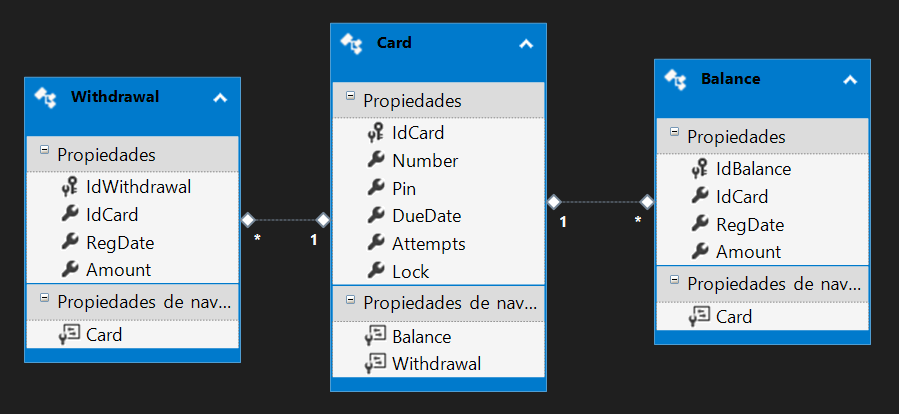 Withdrawal
Propiedades
IdWithdrawal
IdCard
RegDate
Amount
Propiedades de nav...
Card
*
1
Card
Propiedades
IdCard
Number
Pin
DueDate
Attempts
Lock
Propiedades de nav...
Balance
Withdrawal
1
*
Balance
Propiedades
IdBalance
IdCard
RegDate
Amount
Propiedades de nav...
Card